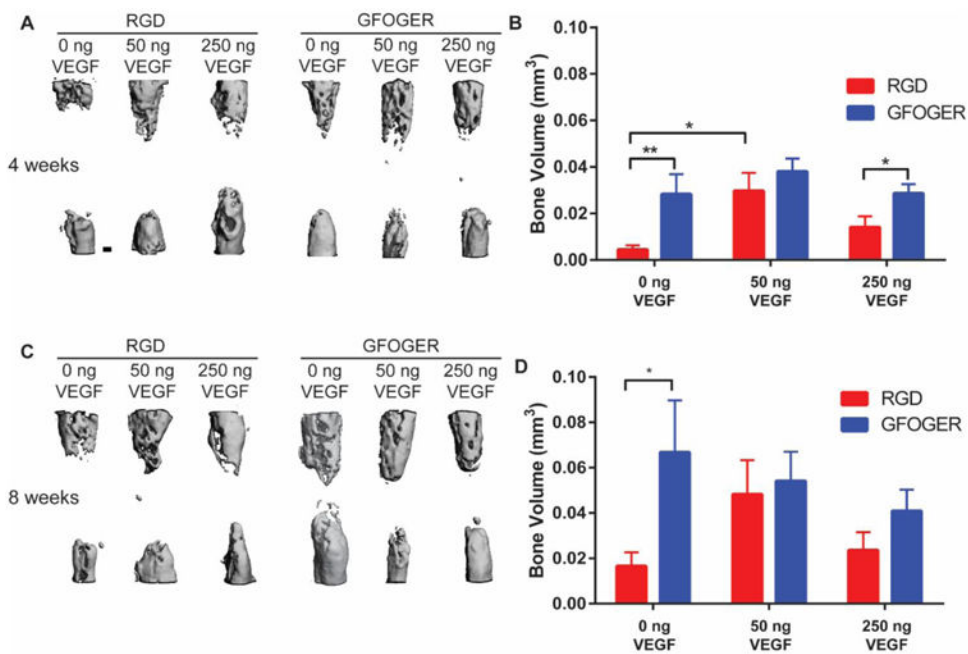 A
RGD
GFOGER
0 ng VEGF
50 ng VEGF
250 ng VEGF
0 ng VEGF
50 ng VEGF
250 ng VEGF
4 weeks
B
Bone Volume (mm³)
0.10
0.08
0.06
0.04
0.02
0.00
RGD
GFOGER
*
**
*
0 ng VEGF
50 ng VEGF
250 ng VEGF
C
RGD
GFOGER
0 ng VEGF
50 ng VEGF
250 ng VEGF
0 ng VEGF
50 ng VEGF
250 ng VEGF
8 weeks
D
Bone Volume (mm³)
0.10
0.08
0.06
0.04
0.02
0.00
RGD
GFOGER
*
0 ng VEGF
50 ng VEGF
250 ng VEGF